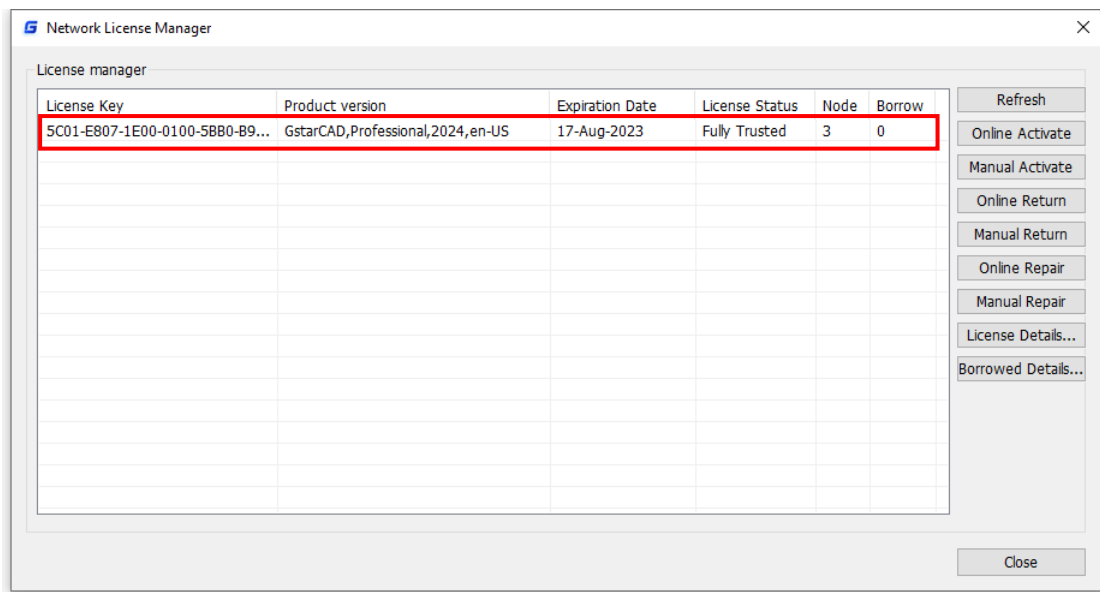 Network License Manager
License manager
License Key Product version Expiration Date License Status Node Borrow
5C01-E807-1E00-0100-5BB0-B9... GstarCAD,Professional,2024,en-US 17-Aug-2023 Fully Trusted 3 0
Refresh
Online Activate
Manual Activate
Online Return
Manual Return
Online Repair
Manual Repair
License Details...
Borrowed Details...
Close